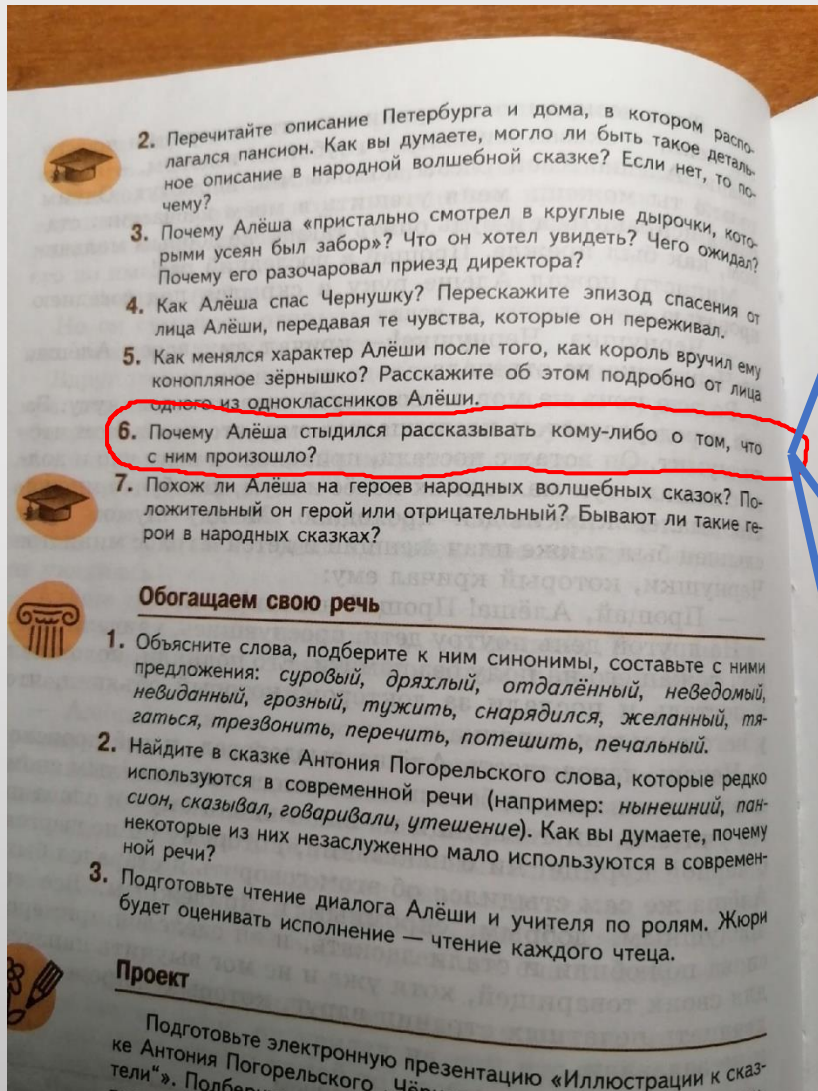 2. Перечитайте описание Петербурга и дома, в котором распо-
лагался пансион. Как вы думаете, могло ли быть такое деталь-
ное описание в народной волшебной сказке? Если нет, то по-
чему?
3. Почему Алёша «пристально смотрел в круглые дырочки, кото-
рыми усеян был забор»? Что он хотел увидеть? Чего ожидал?
Почему его разочаровал приезд директора?
4. Как Алёша спас Чернушку? Перескажите эпизод спасения от
лица Алёши, передавая те чувства, которые он переживал.
5. Как менялся характер Алёши после того, как король вручил ему
конопляное зёрнышко? Расскажите об этом подробно от лица
одного из одноклассников Алёши.
6. Почему Алёша стыдился рассказывать кому-либо о том, что
с ним произошло?
7. Похож ли Алёша на героев народных волшебных сказок? По-
ложительный он герой или отрицательный? Бывают ли такие ге-
рои в народных сказках?
Обогащаем свою речь
1. Объясните слова, подберите к ним синонимы, составьте с ними
предложения: суровый, дряхлый, отдалённый, неведомый,
невиданный, грозный, тужить, снарядился, желанный, тя-
гаться, трезвонить, перечить, потешить, печальный.
2. Найдите в сказке Антония Погорельского слова, которые редко
используются в современной речи (например: нынешний, пан-
сион, сказывал, говаривали, утешение). Как вы думаете, почему
некоторые из них незаслуженно мало используются в современ-
ной речи?
3. Подготовьте чтение диалога Алёши и учителя по ролям. Жюри
будет оценивать исполнение — чтение каждого чтеца.
Проект
Подготовьте электронную презентацию «Иллюстрации к сказ-
ке Антония Погорельского
тели“».